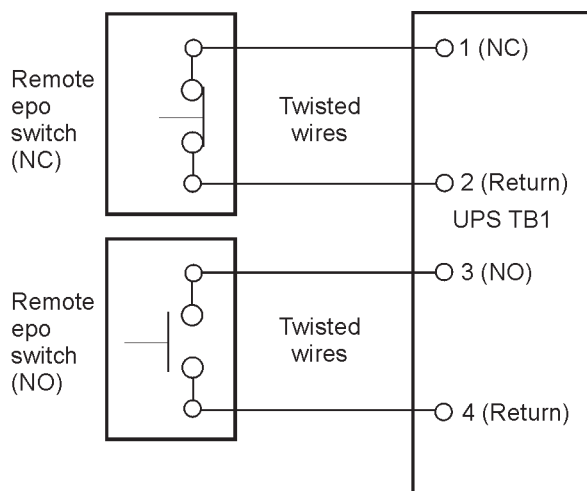 Remote
epo
switch
(NC)
Twisted
wires
1 (NC)
2 (Return)
UPS TB1
Remote
epo
switch
(NO)
Twisted
wires
3 (NO)
4 (Return)